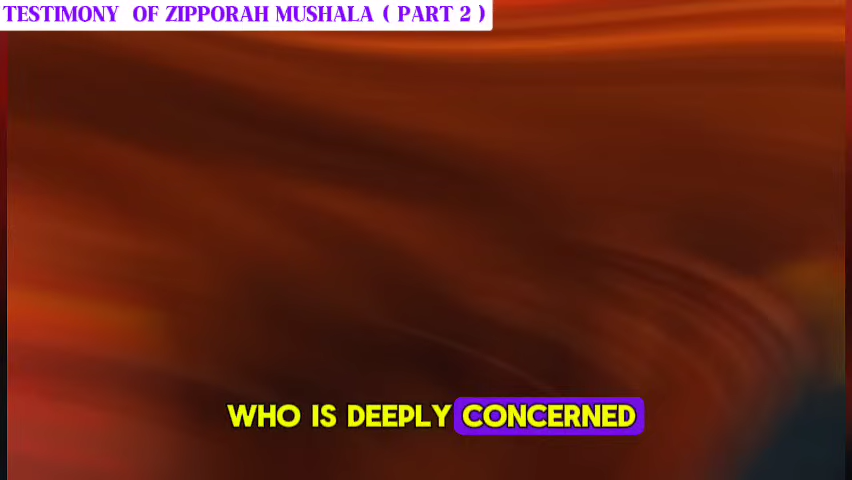 TESTIMONY OF ZIPPORAH MUSHALA ( PART 2 )
WHO IS DEEPLY CONCERNED